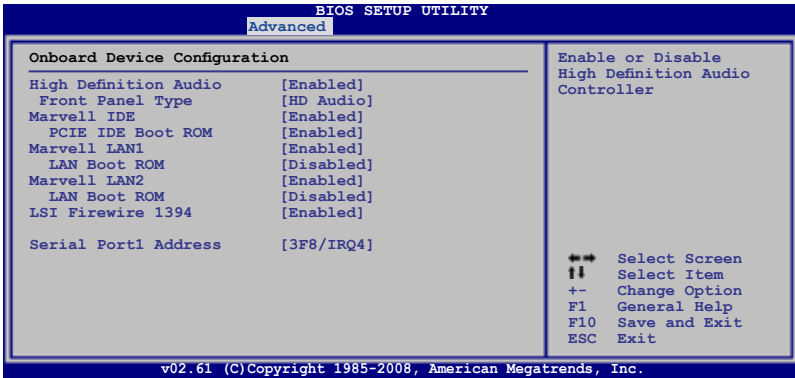 BIOS SETUP UTILITY
Advanced
Onboard Device Configuration
High Definition Audio [Enabled]
Front Panel Type [HD Audio]
Marvell IDE [Enabled]
PCIE IDE Boot ROM [Enabled]
Marvell LAN1 [Enabled]
LAN Boot ROM [Disabled]
Marvell LAN2 [Enabled]
LAN Boot ROM [Disabled]
LSI Firewire 1394 [Enabled]
Serial Port1 Address [3F8/IRQ4]
Enable or Disable
High Definition Audio
Controller
←→ Select Screen
↑↓ Select Item
+- Change Option
F1 General Help
F10 Save and Exit
ESC Exit
v02.61 (C)Copyright 1985-2008, American Megatrends, Inc.